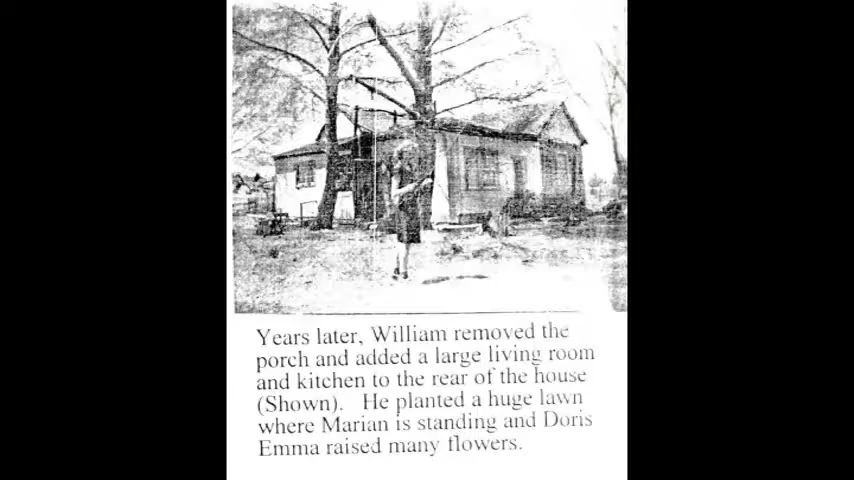 Years later, William removed the
porch and added a large living room
and kitchen to the rear of the house
(Shown). He planted a huge lawn
where Marian is standing and Doris
Emma raised many flowers.